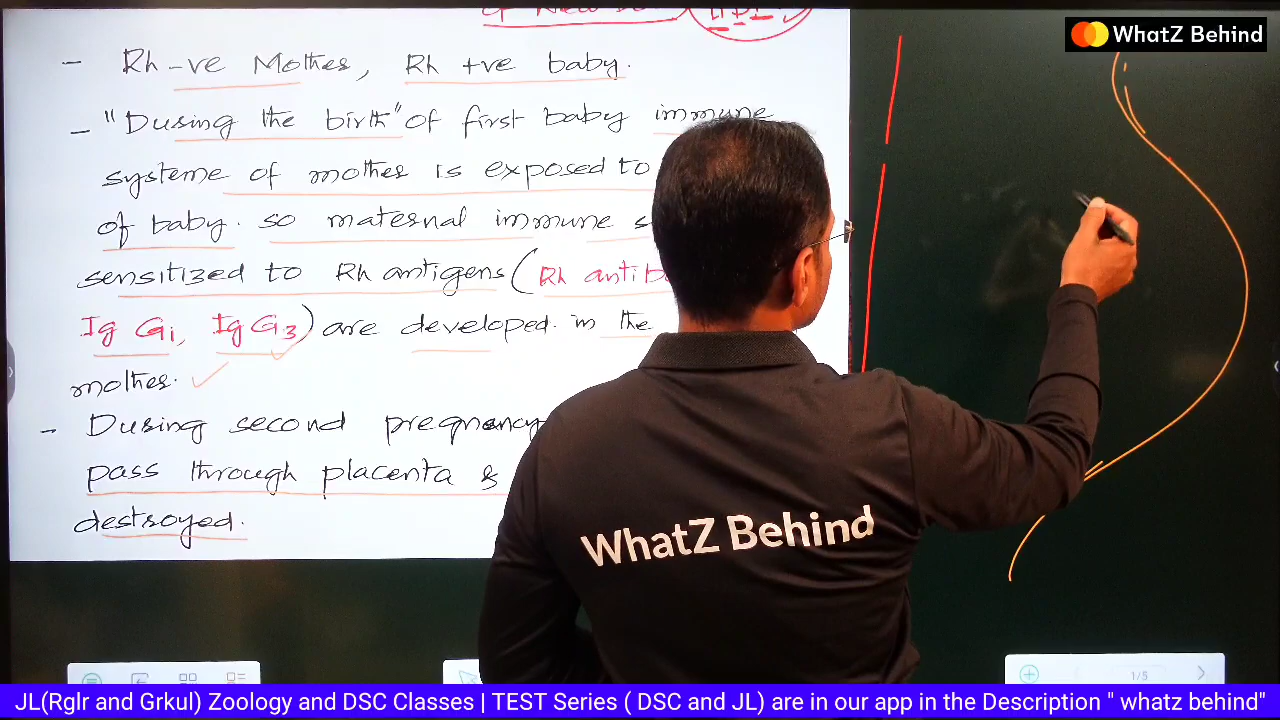 of New
WhatZ Behind
- Rh -ve Mother, Rh +ve baby.
- "During the birth" of first baby immune
systeme of mother is exposed to
of baby. so maternal immune s
sensitized to Rh antigens (Rh antib
Ig G1, Ig G3) are developed in the
mother.
- During second pregnancy
pass through placenta &
destroyed.
WhatZ Behind
1/5
JL(Rglr and Grkul) Zoology and DSC Classes | TEST Series ( DSC and JL) are in our app in the Description " whatz behind"